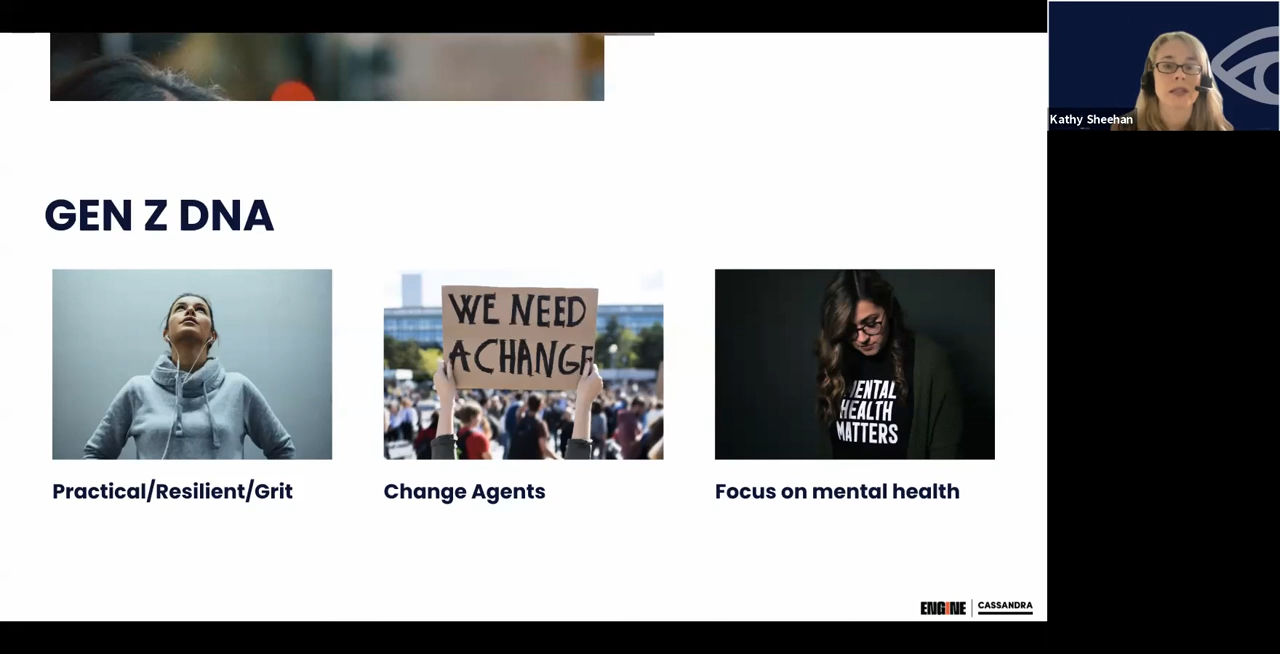 Kathy Sheehan
GEN Z DNA
WE NEED
A CHANGE
MENTAL
HEALTH
MATTERS
Practical/Resilient/Grit
Change Agents
Focus on mental health
ENGINE
CASSANDRA